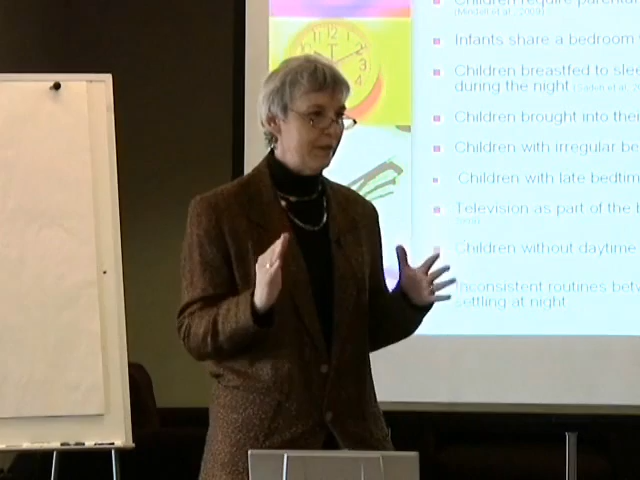 Children require parental
(Mindell et al., 2009)
Infants share a bedroom
Children breastfed to slee
during the night
Children brought into thei
Children with irregular be
Children with late bedtim
Television as part of the b
Children without daytime
Inconsistent routines betw
settling at night